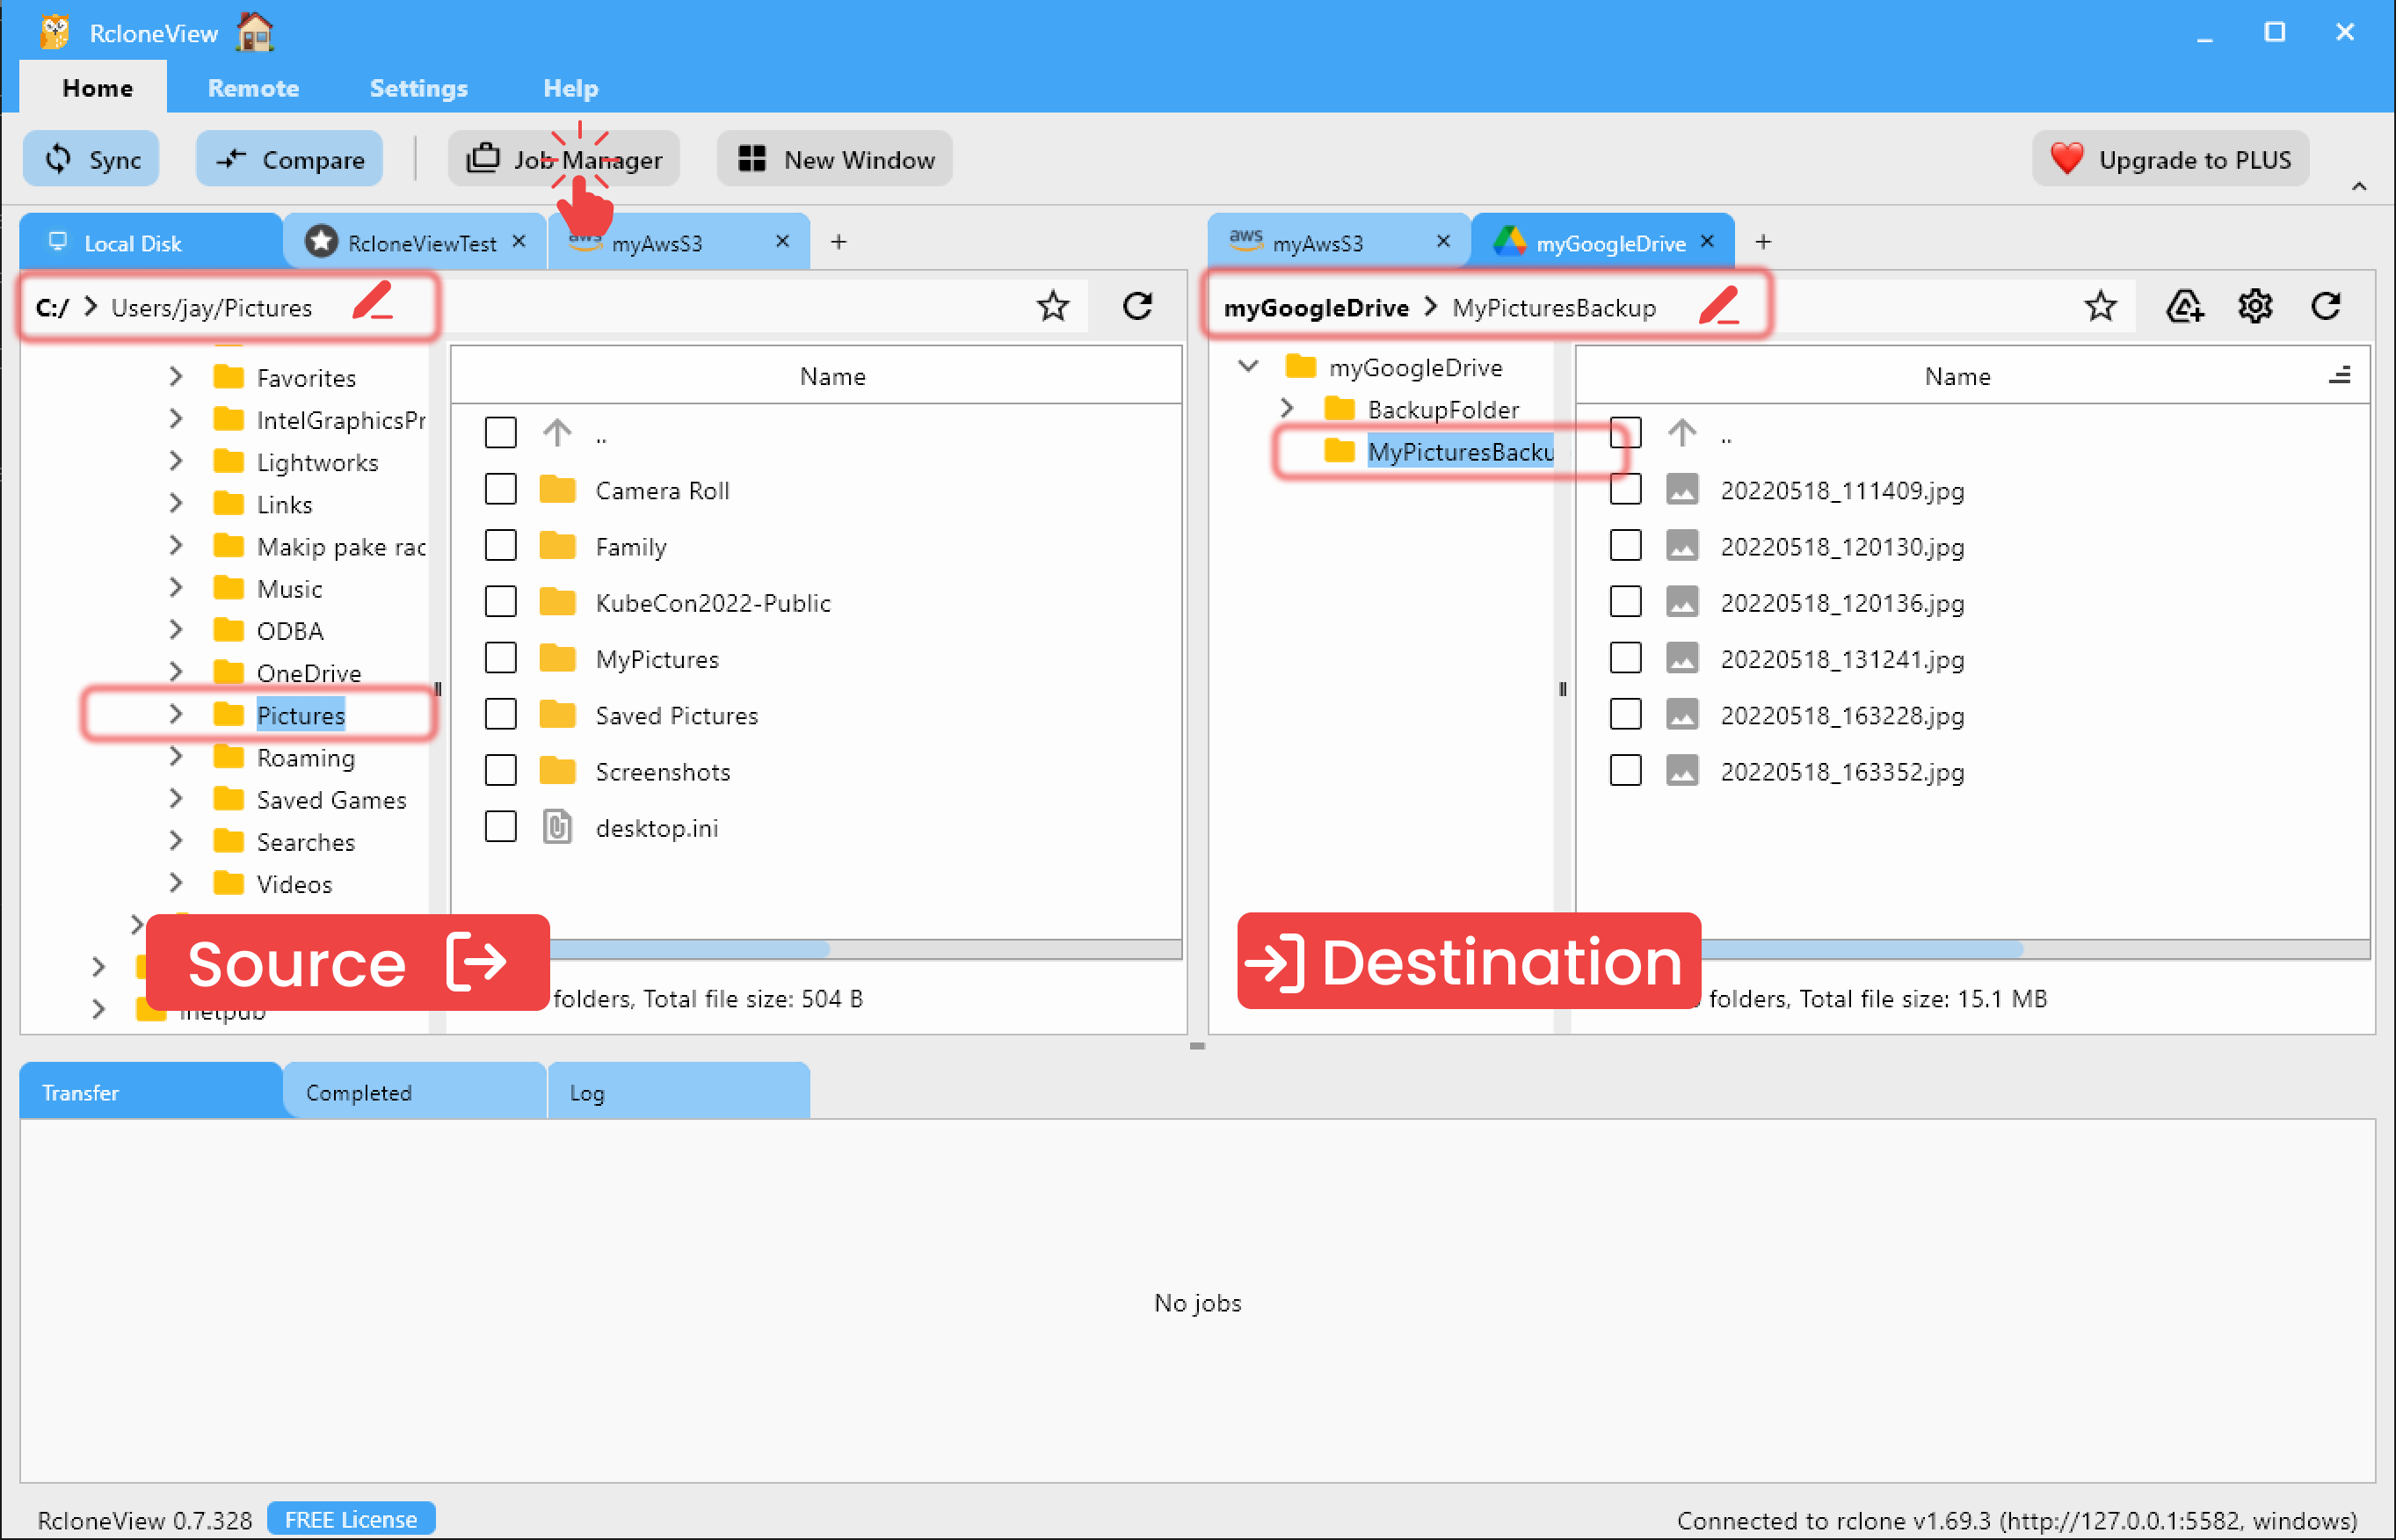 RcloneView
Home Remote Settings Help
Sync Compare Job Manager New Window Upgrade to PLUS
Local Disk RcloneViewTest aws myAwsS3
aws myAwsS3 myGoogleDrive
C:/ > Users/jay/Pictures
Favorites
IntelGraphicsPr
Lightworks
Links
Makip pake rac
Music
ODBA
OneDrive
Pictures
Roaming
Saved Games
Searches
Videos
inetpub
Name
..
Camera Roll
Family
KubeCon2022-Public
MyPictures
Saved Pictures
Screenshots
desktop.ini
Source
folders, Total file size: 504 B
myGoogleDrive > MyPicturesBackup
myGoogleDrive
BackupFolder
MyPicturesBacku
Name
..
20220518_111409.jpg
20220518_120130.jpg
20220518_120136.jpg
20220518_131241.jpg
20220518_163228.jpg
20220518_163352.jpg
Destination
folders, Total file size: 15.1 MB
Transfer Completed Log
No jobs
RcloneView 0.7.328 FREE License
Connected to rclone v1.69.3 (http://127.0.0.1:5582, windows)